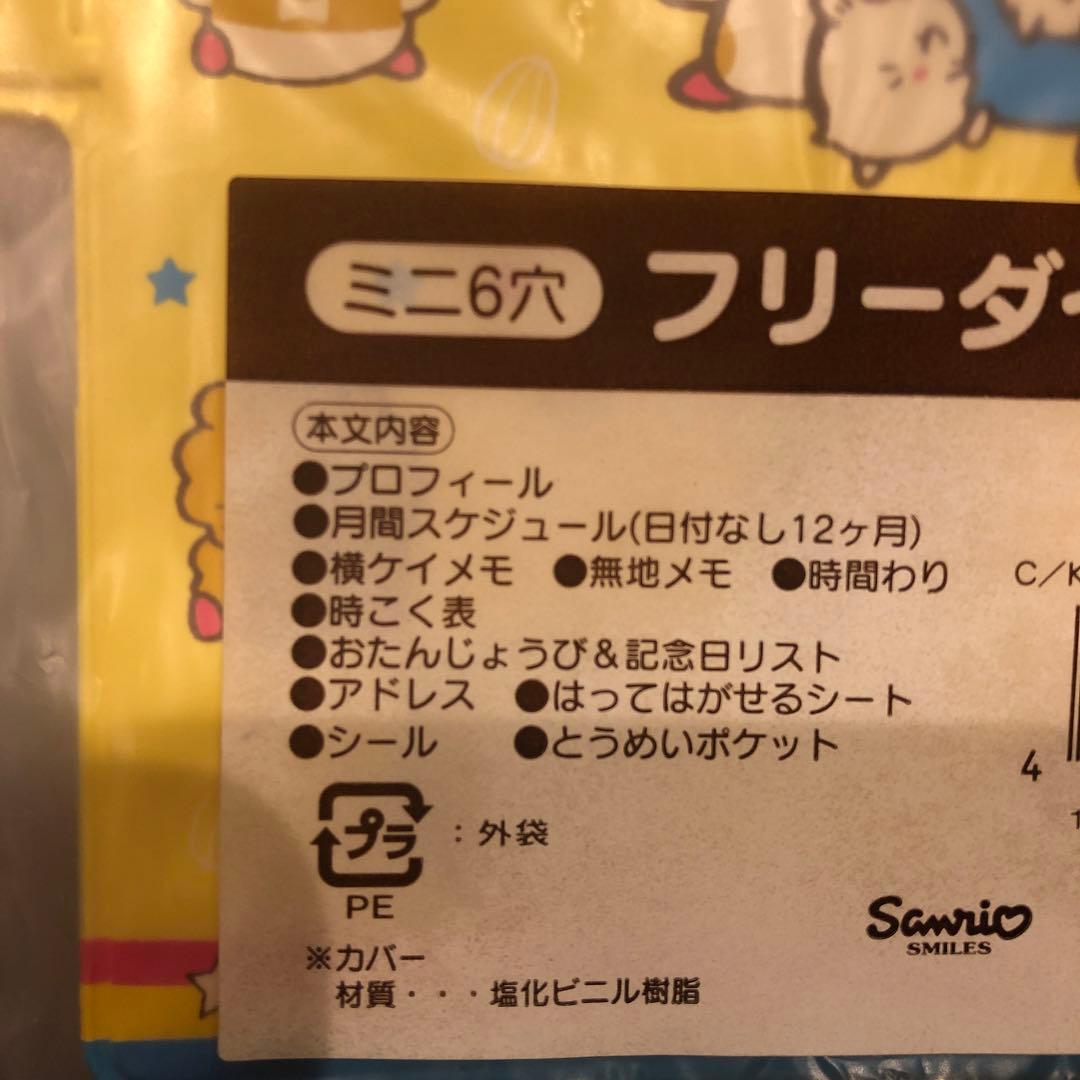 ミニ6穴 フリーダ
本文内容
●プロフィール
●月間スケジュール(日付なし12ヶ月)
●横ケイメモ ●無地メモ ●時間わり
●時こく表
●おたんじょうび&記念日リスト
●アドレス ●はってはがせるシート
●シール ●とうめいポケット
C/K
4
プラ : 外袋
PE
Sanrio
SMILES
※カバー
材質・・・塩化ビニル樹脂